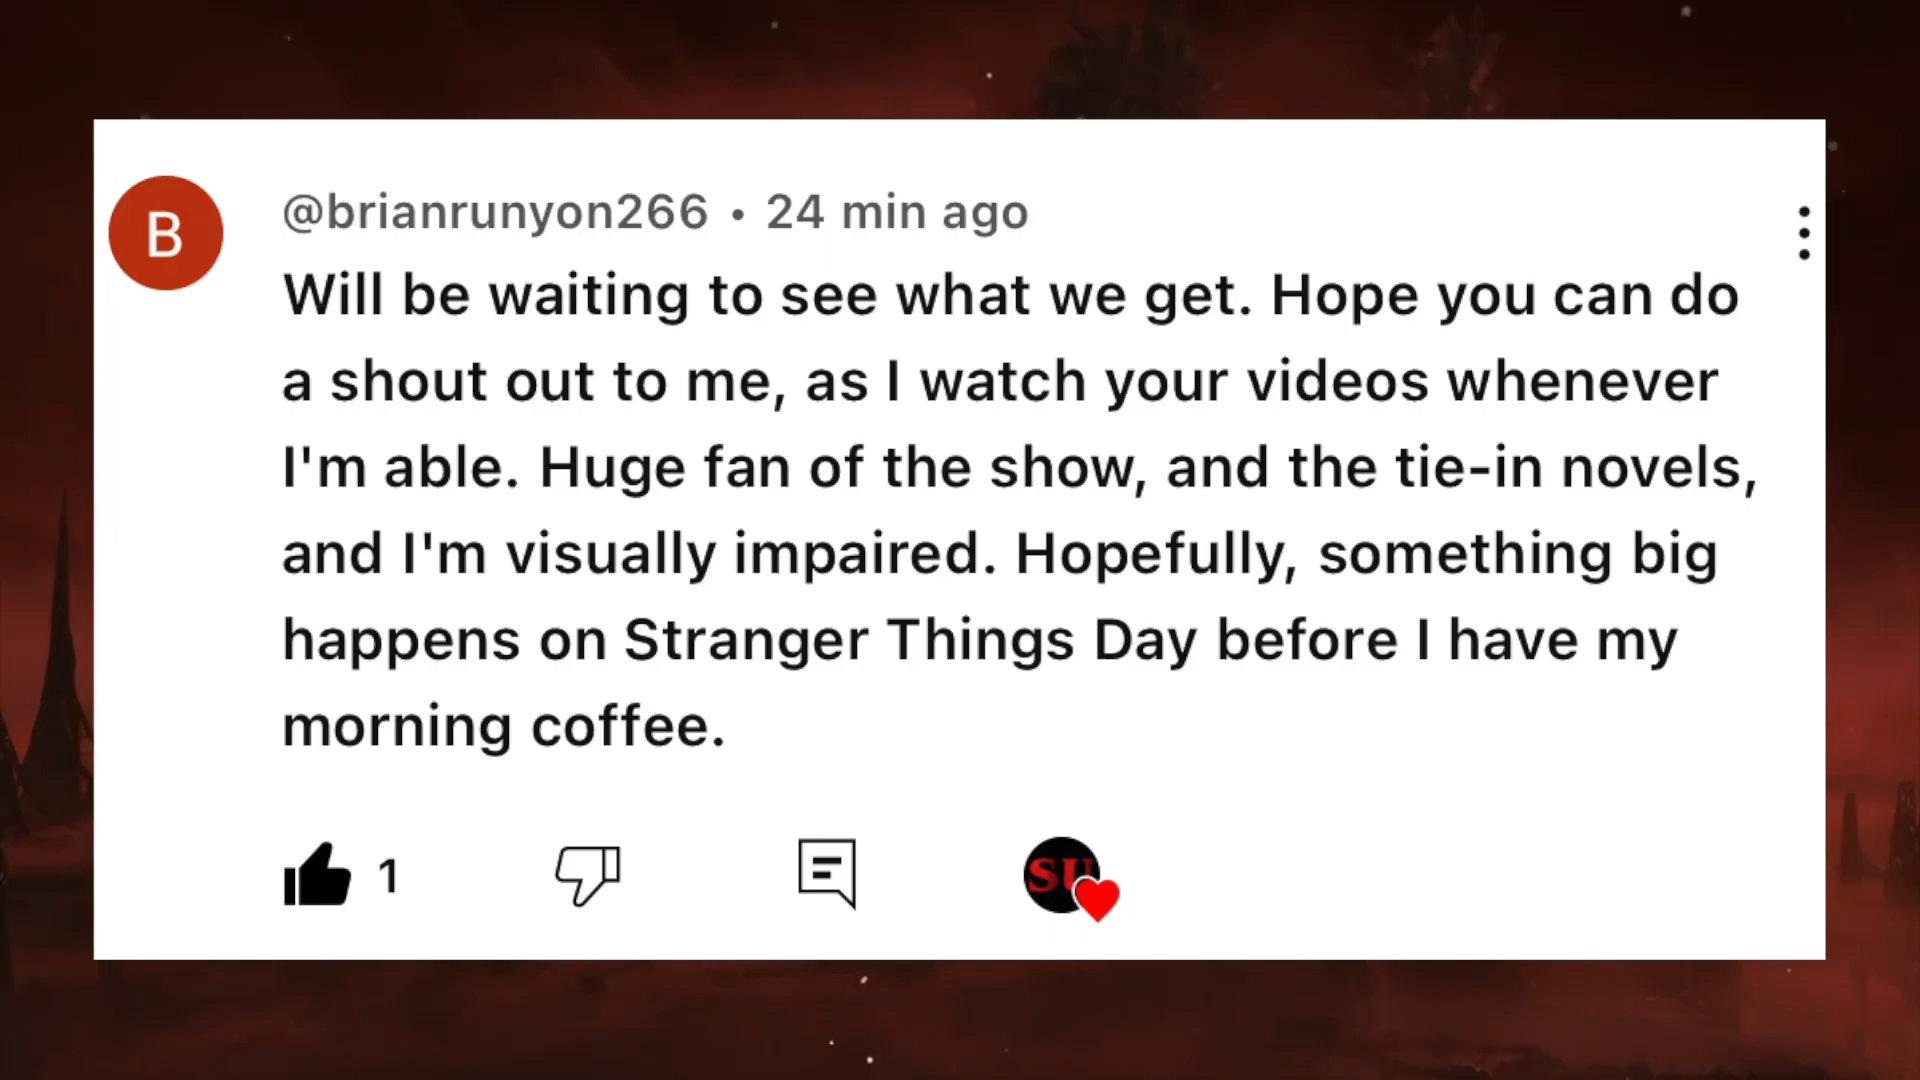 B
@brianrunyon266 • 24 min ago
Will be waiting to see what we get. Hope you can do
a shout out to me, as I watch your videos whenever
I'm able. Huge fan of the show, and the tie-in novels,
and I'm visually impaired. Hopefully, something big
happens on Stranger Things Day before I have my
morning coffee.
1
SU